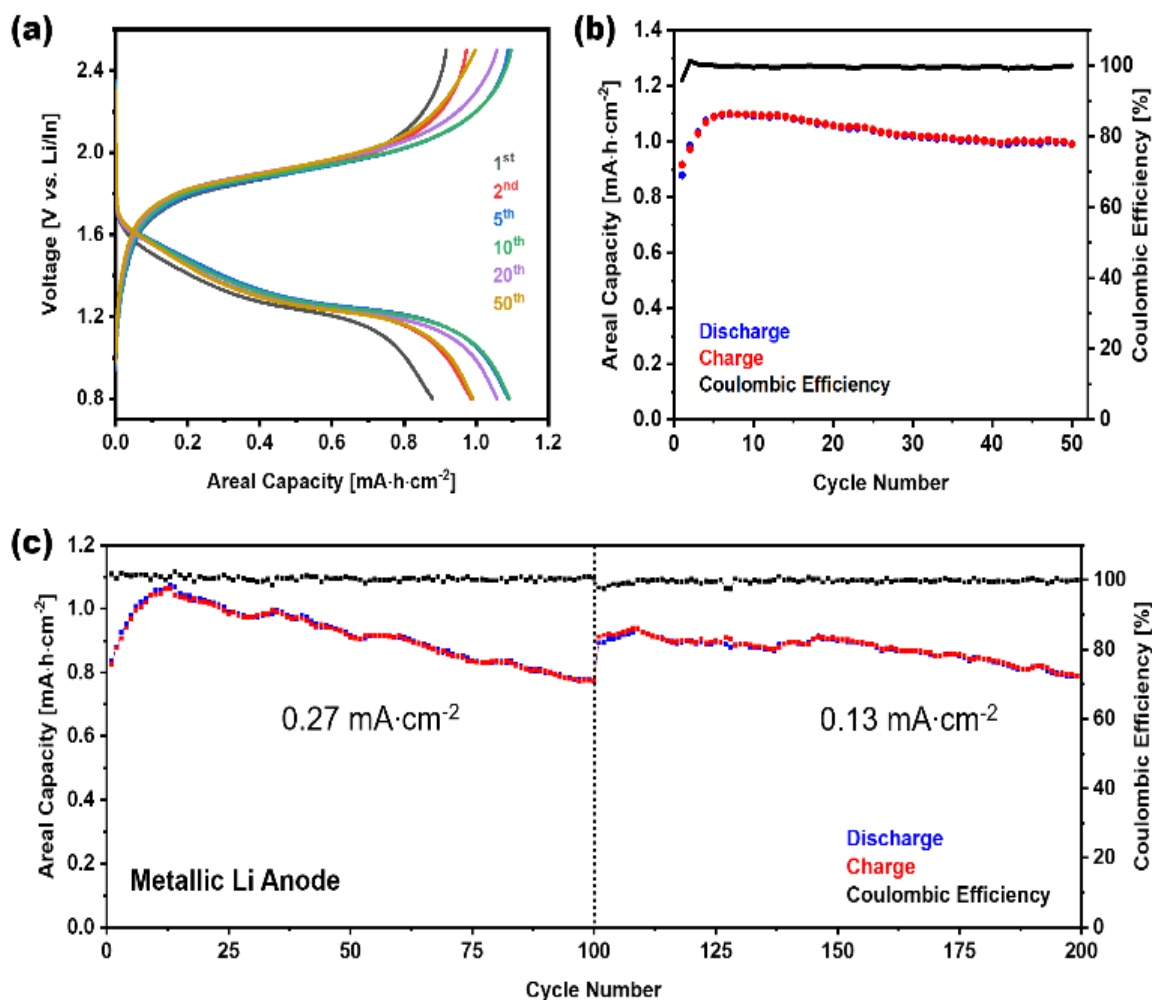 (a)
2.4
2.0
1.6
1.2
0.8
Voltage [V vs. Li/In]
1st
2nd
5th
10th
20th
50th
0.0 0.2 0.4 0.6 0.8 1.0 1.2
Areal Capacity [mA·h·cm-2]
(b)
1.4
1.2
1.0
0.8
0.6
0.4
0.2
0.0
Areal Capacity [mA·h·cm-2]
Discharge
Charge
Coulombic Efficiency
100
80
60
40
20
0
Coulombic Efficiency [%]
0 10 20 30 40 50
Cycle Number
(c)
1.2
1.0
0.8
0.6
0.4
0.2
0.0
Areal Capacity [mA·h·cm-2]
0.27 mA·cm-2
0.13 mA·cm-2
Metallic Li Anode
Discharge
Charge
Coulombic Efficiency
100
80
60
40
20
0
Coulombic Efficiency [%]
0 25 50 75 100 125 150 175 200
Cycle Number